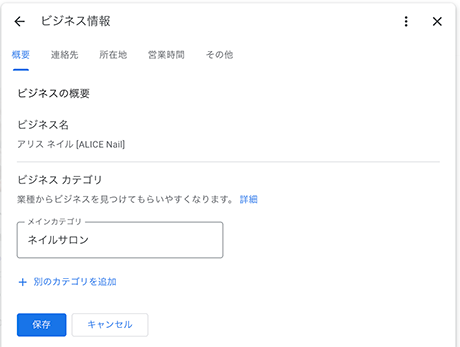 ビジネス情報
概要 連絡先 所在地 営業時間 その他
ビジネスの概要
ビジネス名
アリス ネイル [ALICE Nail]
ビジネス カテゴリ
業種からビジネスを見つけてもらいやすくなります。 詳細
メインカテゴリ
ネイルサロン
+ 別のカテゴリを追加
保存 キャンセル